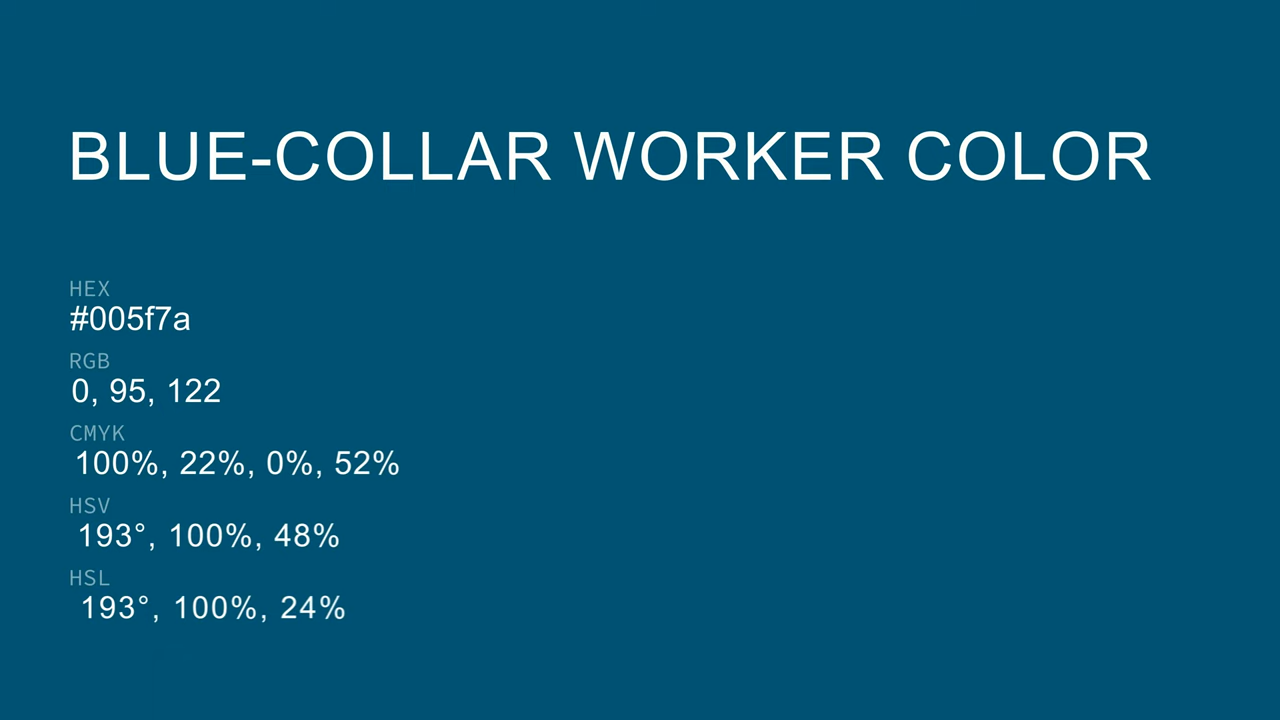 BLUE-COLLAR WORKER COLOR
HEX
#005f7a
RGB
0, 95, 122
CMYK
100%, 22%, 0%, 52%
HSV
193°, 100%, 48%
HSL
193°, 100%, 24%